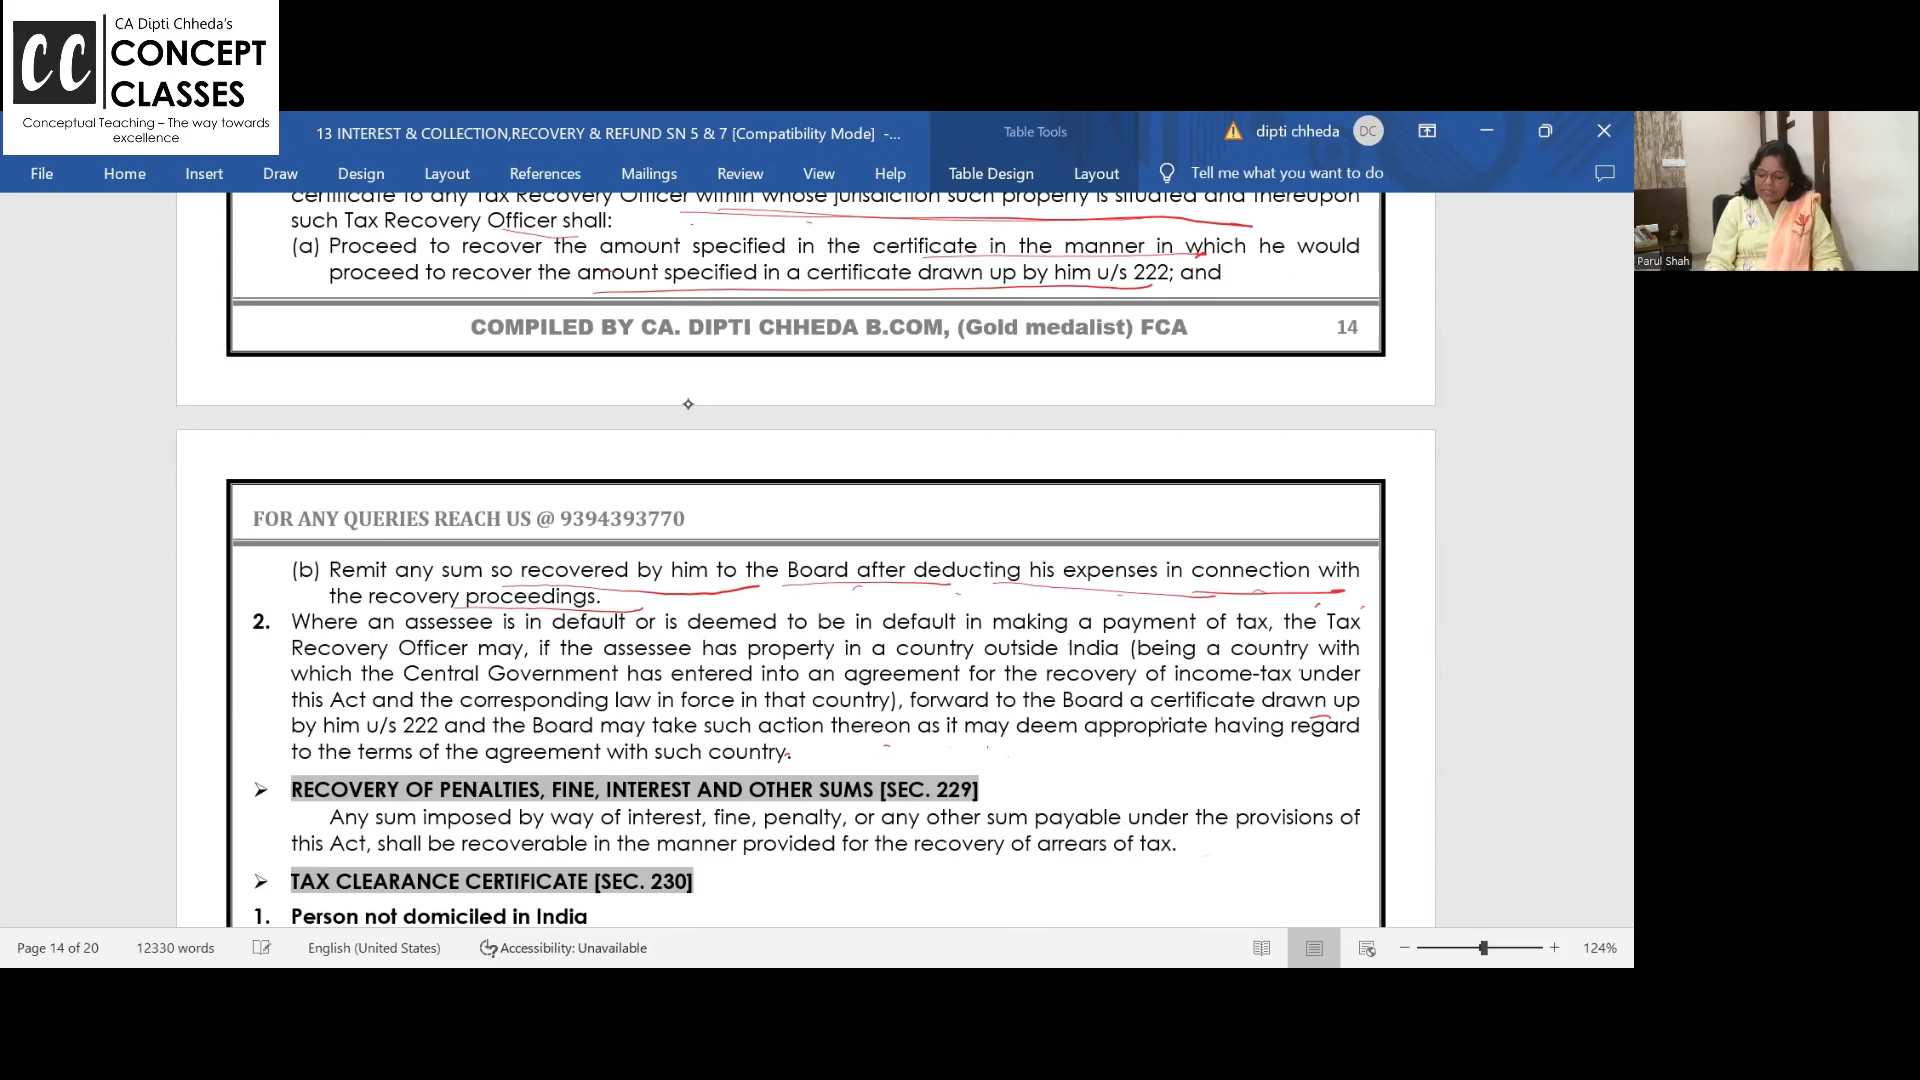 CC
CA Dipti Chheda's
CONCEPT
CLASSES
Conceptual Teaching – The way towards
excellence
13 INTEREST & COLLECTION,RECOVERY & REFUND SN 5 & 7 [Compatibility Mode] -...
Table Tools
dipti chheda
DC
File Home Insert Draw Design Layout References Mailings Review View Help Table Design Layout Tell me what you want to do
certificate to any Tax Recovery Officer within whose jurisdiction such property is situated and thereupon
such Tax Recovery Officer shall:
(a) Proceed to recover the amount specified in the certificate in the manner in which he would
proceed to recover the amount specified in a certificate drawn up by him u/s 222; and
COMPILED BY CA. DIPTI CHHEDA B.COM, (Gold medalist) FCA 14
FOR ANY QUERIES REACH US @ 9394393770
(b) Remit any sum so recovered by him to the Board after deducting his expenses in connection with
the recovery proceedings.
2. Where an assessee is in default or is deemed to be in default in making a payment of tax, the Tax
Recovery Officer may, if the assessee has property in a country outside India (being a country with
which the Central Government has entered into an agreement for the recovery of income-tax under
this Act and the corresponding law in force in that country), forward to the Board a certificate drawn up
by him u/s 222 and the Board may take such action thereon as it may deem appropriate having regard
to the terms of the agreement with such country.
➢ RECOVERY OF PENALTIES, FINE, INTEREST AND OTHER SUMS [SEC. 229]
Any sum imposed by way of interest, fine, penalty, or any other sum payable under the provisions of
this Act, shall be recoverable in the manner provided for the recovery of arrears of tax.
➢ TAX CLEARANCE CERTIFICATE [SEC. 230]
1. Person not domiciled in India
Page 14 of 20 12330 words English (United States) Accessibility: Unavailable 124%
Parul Shah